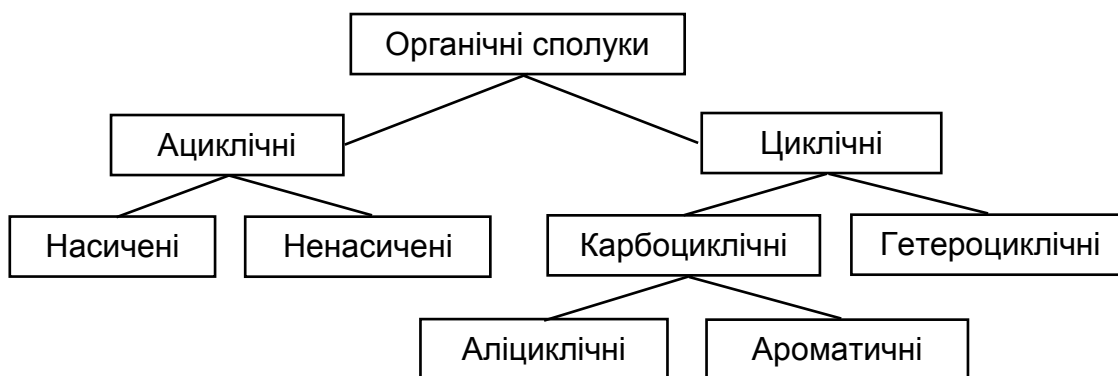 Органічні сполуки
Ациклічні
Циклічні
Насичені
Ненасичені
Карбоциклічні
Гетероциклічні
Аліциклічні
Ароматичні